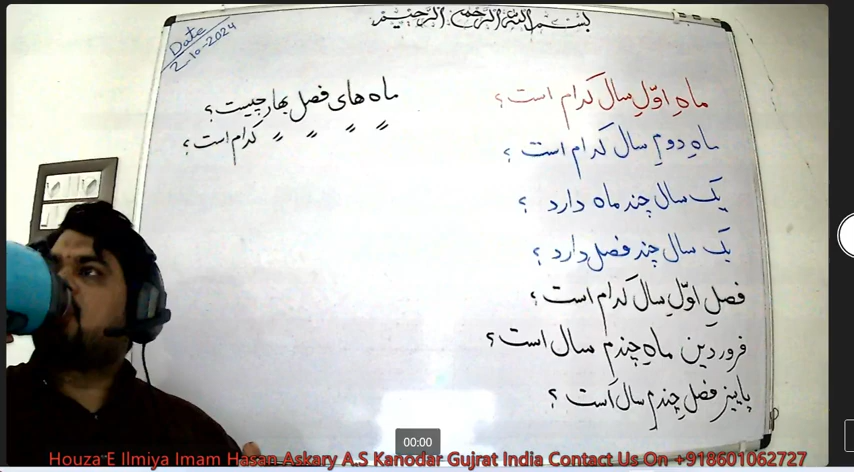 بسم الله الرحمن الرحیم
Date
2-10-2024
ماهِ اوّلِ سال کدام است؟
ماهِ دومِ سال کدام است؟
یک سال چند ماه دارد؟
یک سال چند فصل دارد؟
فصلِ اوّلِ سال کدام است؟
فروردین ماهِ چندم سال است؟
پاییز فصلِ چندم سال است؟
ماه های فصل بهار چیست؟
〃 〃 〃 〃 کدام است؟
00:00
Houza E Ilmiya Imam Hasan Askary A.S Kanodar Gujrat India Contact Us On +918601062727